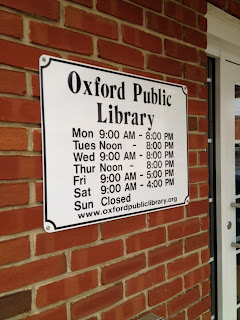 Oxford Public
Library
Mon 9:00 AM - 8:00 PM
Tues Noon - 8:00 PM
Wed 9:00 AM - 8:00 PM
Thur Noon - 8:00 PM
Fri 9:00 AM - 5:00 PM
Sat 9:00 AM - 4:00 PM
Sun Closed
www.oxfordpubliclibrary.org